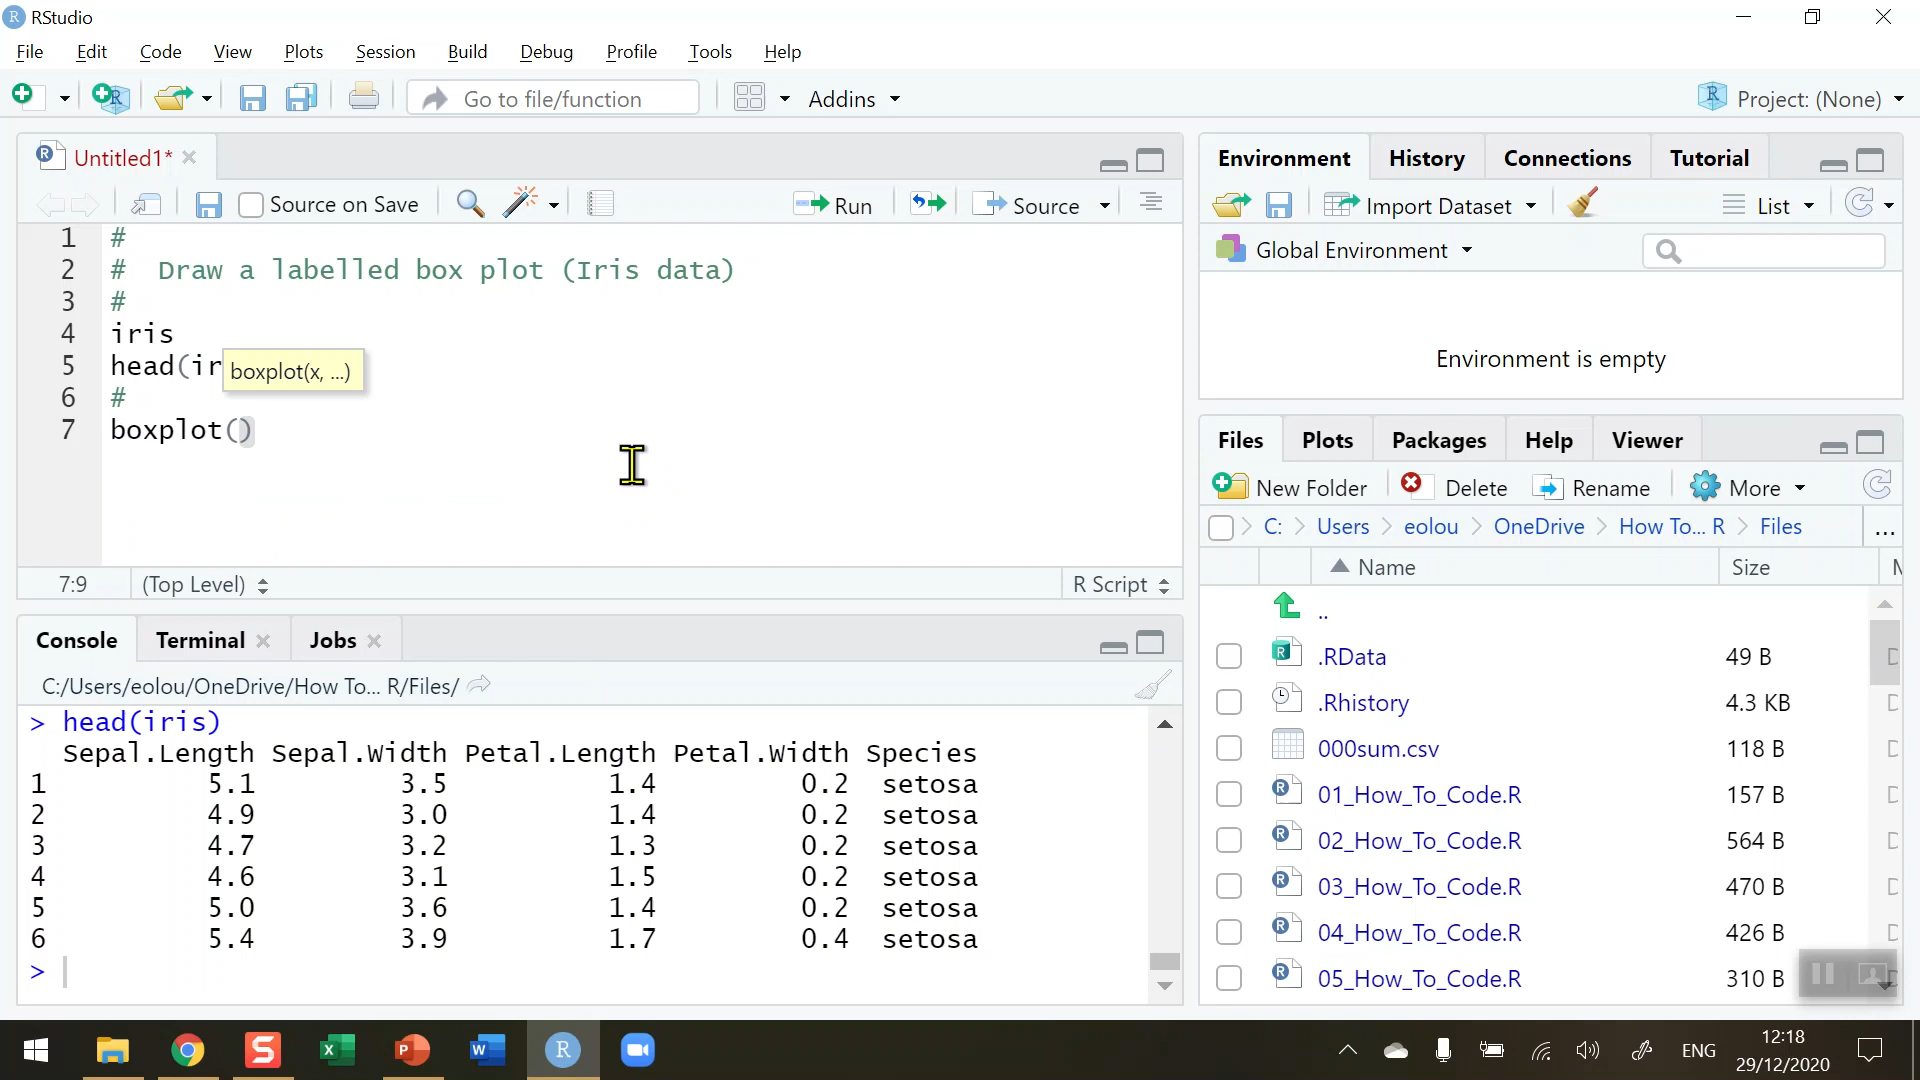 RStudio
File Edit Code View Plots Session Build Debug Profile Tools Help
Go to file/function Addins Project: (None)
Untitled1*
Source on Save Run Source
1 #
2 #  Draw a labelled box plot (Iris data)
3 #
4 iris
5 head(ir
boxplot(x, ...)
6 #
7 boxplot()
7:9 (Top Level) R Script
Console Terminal Jobs
C:/Users/eolou/OneDrive/How To... R/Files/
> head(iris)
Sepal.Length Sepal.Width Petal.Length Petal.Width Species
1 5.1 3.5 1.4 0.2 setosa
2 4.9 3.0 1.4 0.2 setosa
3 4.7 3.2 1.3 0.2 setosa
4 4.6 3.1 1.5 0.2 setosa
5 5.0 3.6 1.4 0.2 setosa
6 5.4 3.9 1.7 0.4 setosa
>
Environment History Connections Tutorial
Import Dataset List
Global Environment
Environment is empty
Files Plots Packages Help Viewer
New Folder Delete Rename More
C: Users eolou OneDrive How To... R Files ...
Name Size
..
.RData 49 B
.Rhistory 4.3 KB
000sum.csv 118 B
01_How_To_Code.R 157 B
02_How_To_Code.R 564 B
03_How_To_Code.R 470 B
04_How_To_Code.R 426 B
05_How_To_Code.R 310 B
ENG
12:18
29/12/2020